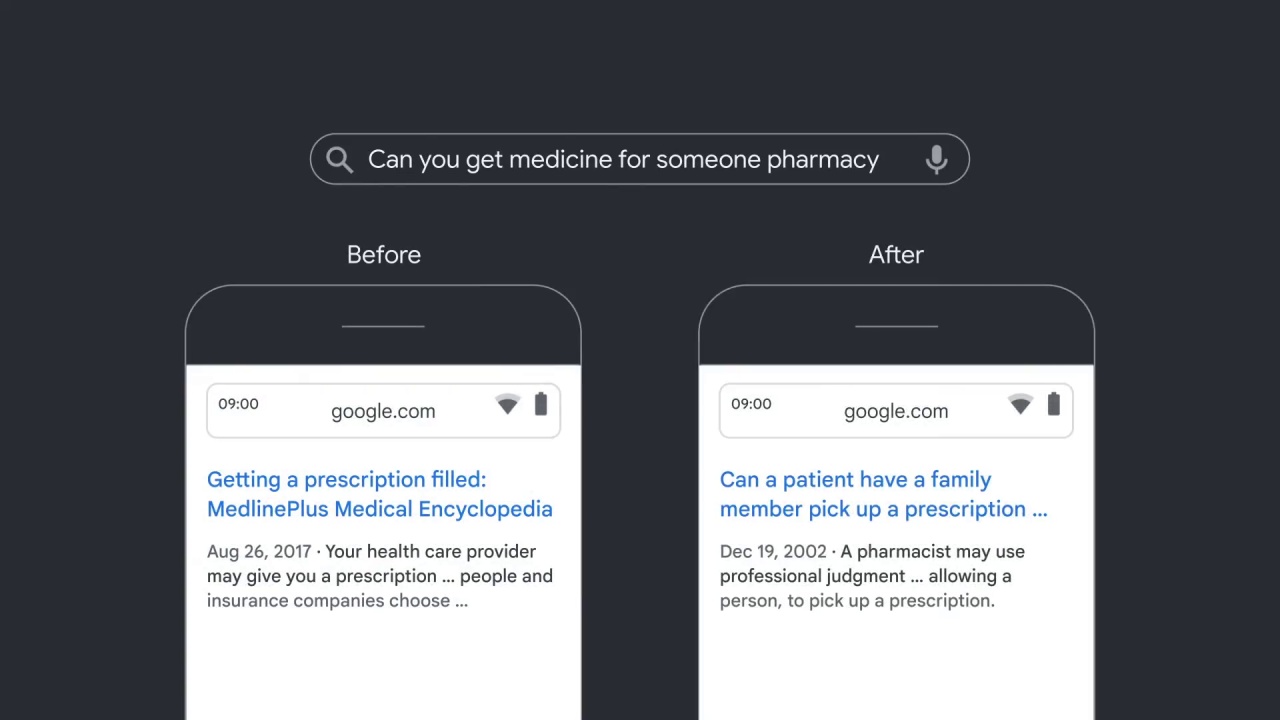 Can you get medicine for someone pharmacy
Before
After
09:00
google.com
Getting a prescription filled:
MedlinePlus Medical Encyclopedia
Aug 26, 2017 · Your health care provider
may give you a prescription ... people and
insurance companies choose ...
09:00
google.com
Can a patient have a family
member pick up a prescription ...
Dec 19, 2002 · A pharmacist may use
professional judgment ... allowing a
person, to pick up a prescription.